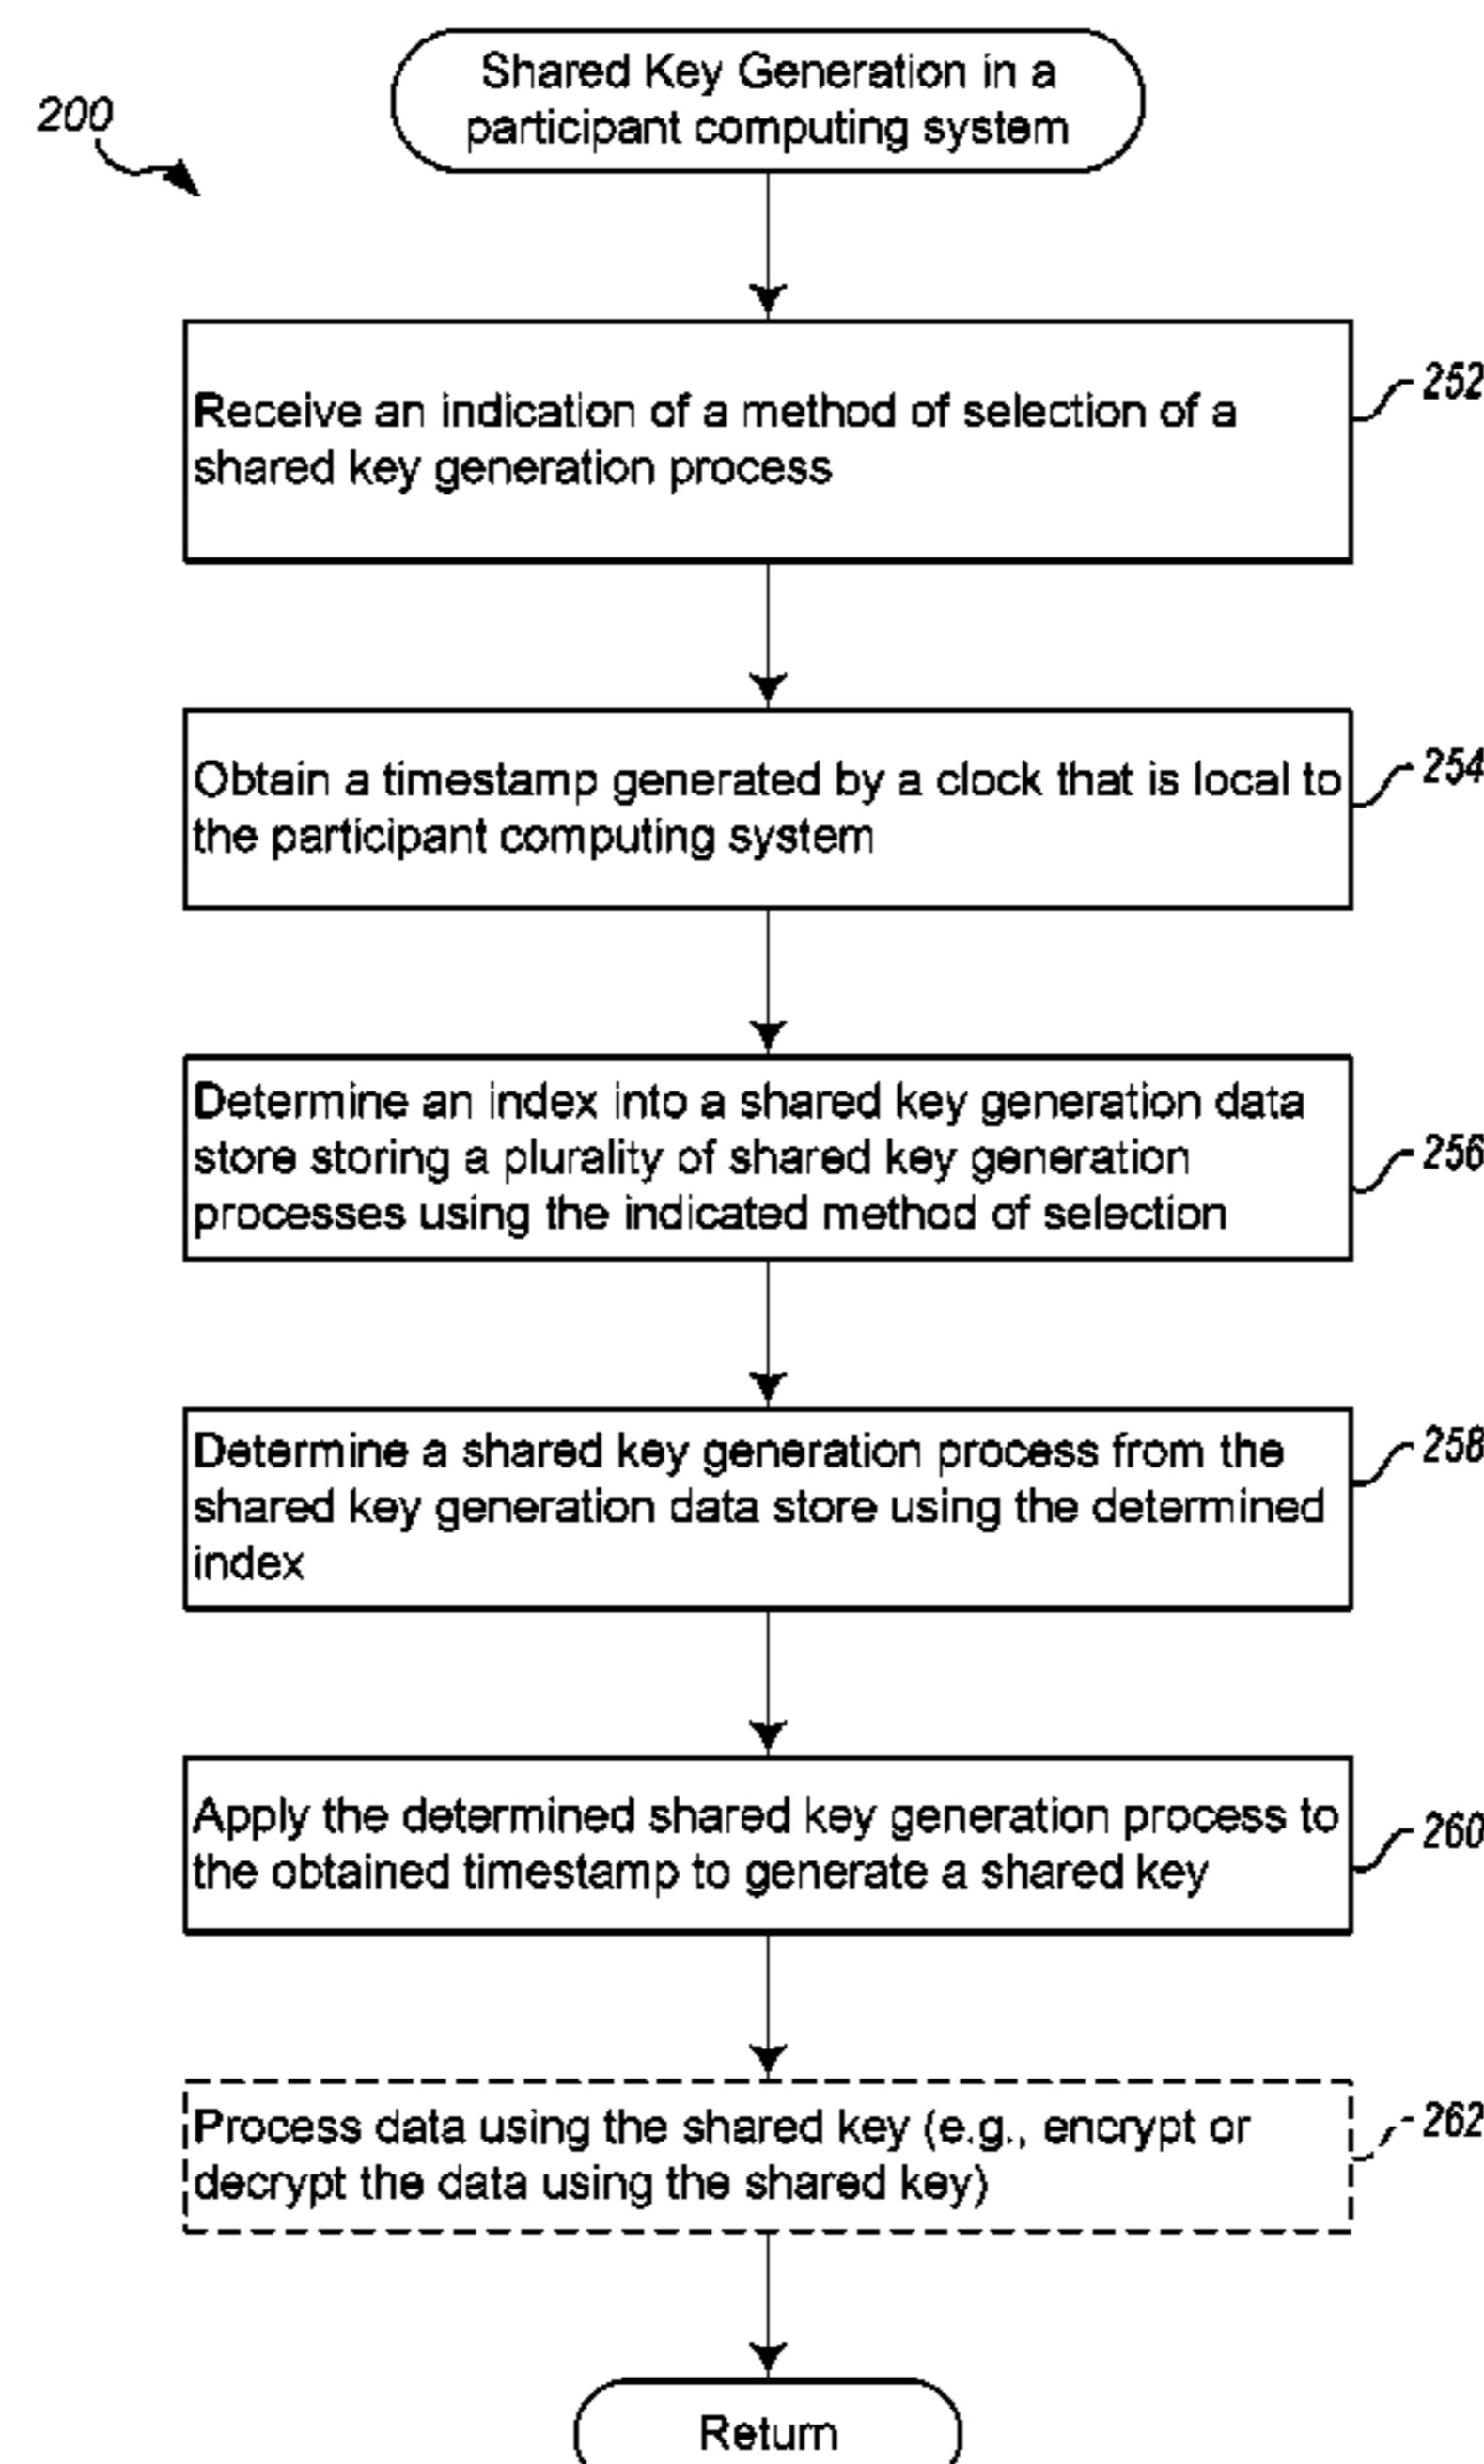 200
Shared Key Generation in a
participant computing system
Receive an indication of a method of selection of a
shared key generation process
252
Obtain a timestamp generated by a clock that is local to
the participant computing system
254
Determine an index into a shared key generation data
store storing a plurality of shared key generation
processes using the indicated method of selection
256
Determine a shared key generation process from the
shared key generation data store using the determined
index
258
Apply the determined shared key generation process to
the obtained timestamp to generate a shared key
260
Process data using the shared key (e.g., encrypt or
decrypt the data using the shared key)
262
Return